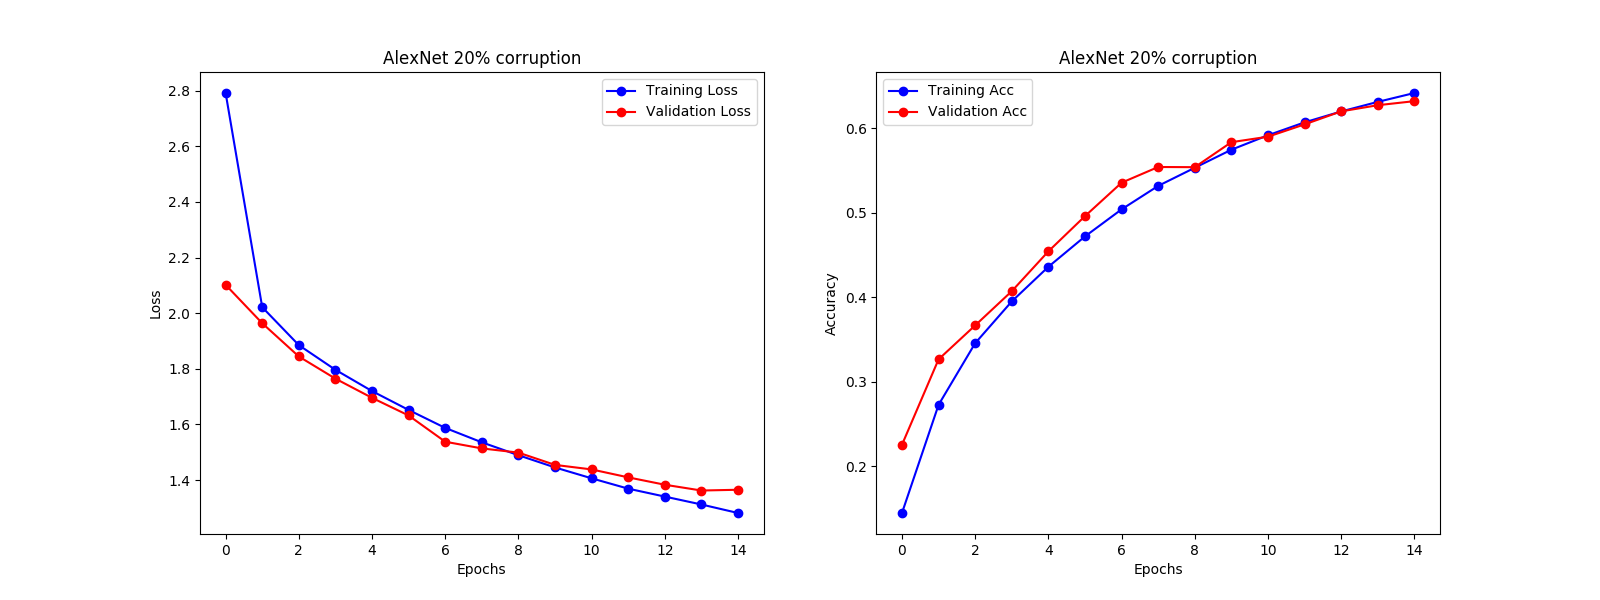 AlexNet 20% corruption
2.8
2.6
2.4
2.2
2.0
1.8
1.6
1.4
Loss
Training Loss
Validation Loss
0 2 4 6 8 10 12 14
Epochs
AlexNet 20% corruption
0.6
0.5
0.4
0.3
0.2
Accuracy
Training Acc
Validation Acc
0 2 4 6 8 10 12 14
Epochs